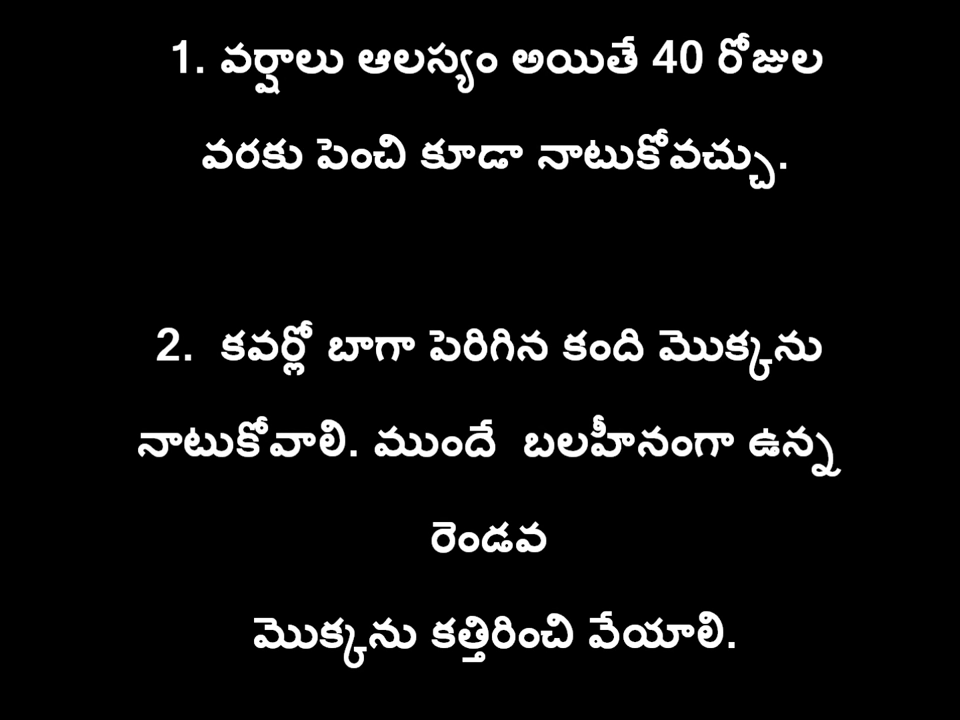 1. వర్షాలు ఆలస్యం అయితే 40 రోజుల
వరకు పెంచి కూడా నాటుకోవచ్చు.
2. కవర్లో బాగా పెరిగిన కంది మొక్కను
నాటుకోవాలి. ముందే బలహీనంగా ఉన్న
రెండవ
మొక్కను కత్తిరించి వేయాలి.